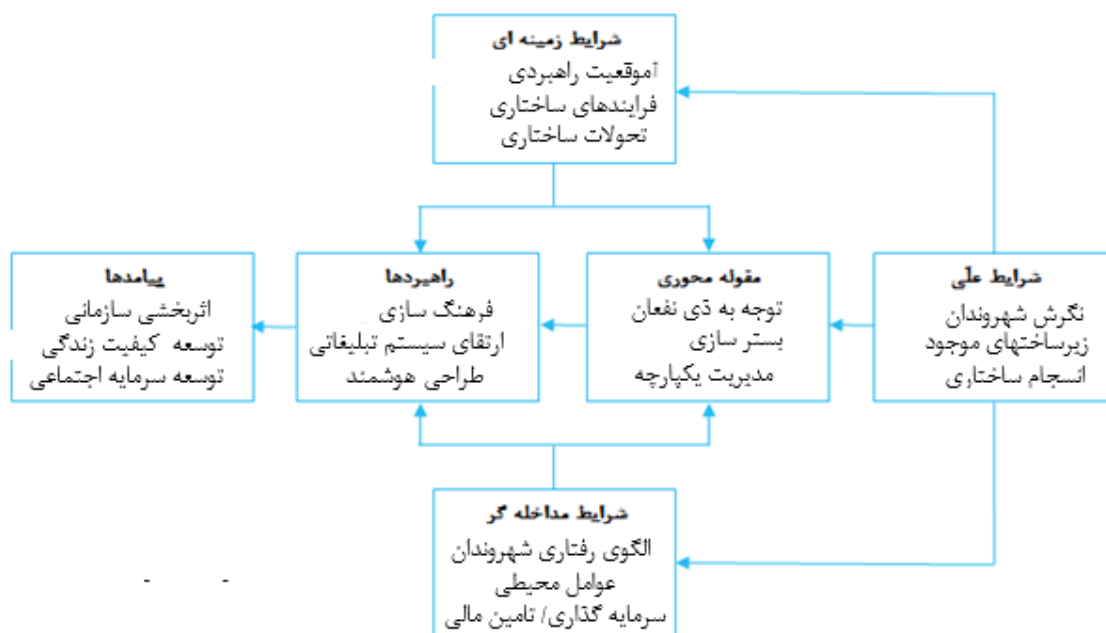 شرایط زمینه ای
آموقعیت راهبردی
فرایندهای ساختاری
تحولات ساختاری
شرایط علّی
نگرش شهروندان
زیرساختهای موجود
انسجام ساختاری
مقوله محوری
توجه به ذی نفعان
بستر سازی
مدیریت یکپارچه
راهبردها
فرهنگ سازی
ارتقای سیستم تبلیغاتی
طراحی هوشمند
پیامدها
اثربخشی سازمانی
توسعه کیفیت زندگی
توسعه سرمایه اجتماعی
شرایط مداخله گر
الگوی رفتاری شهروندان
عوامل محیطی
سرمایه گذاری/ تامین مالی